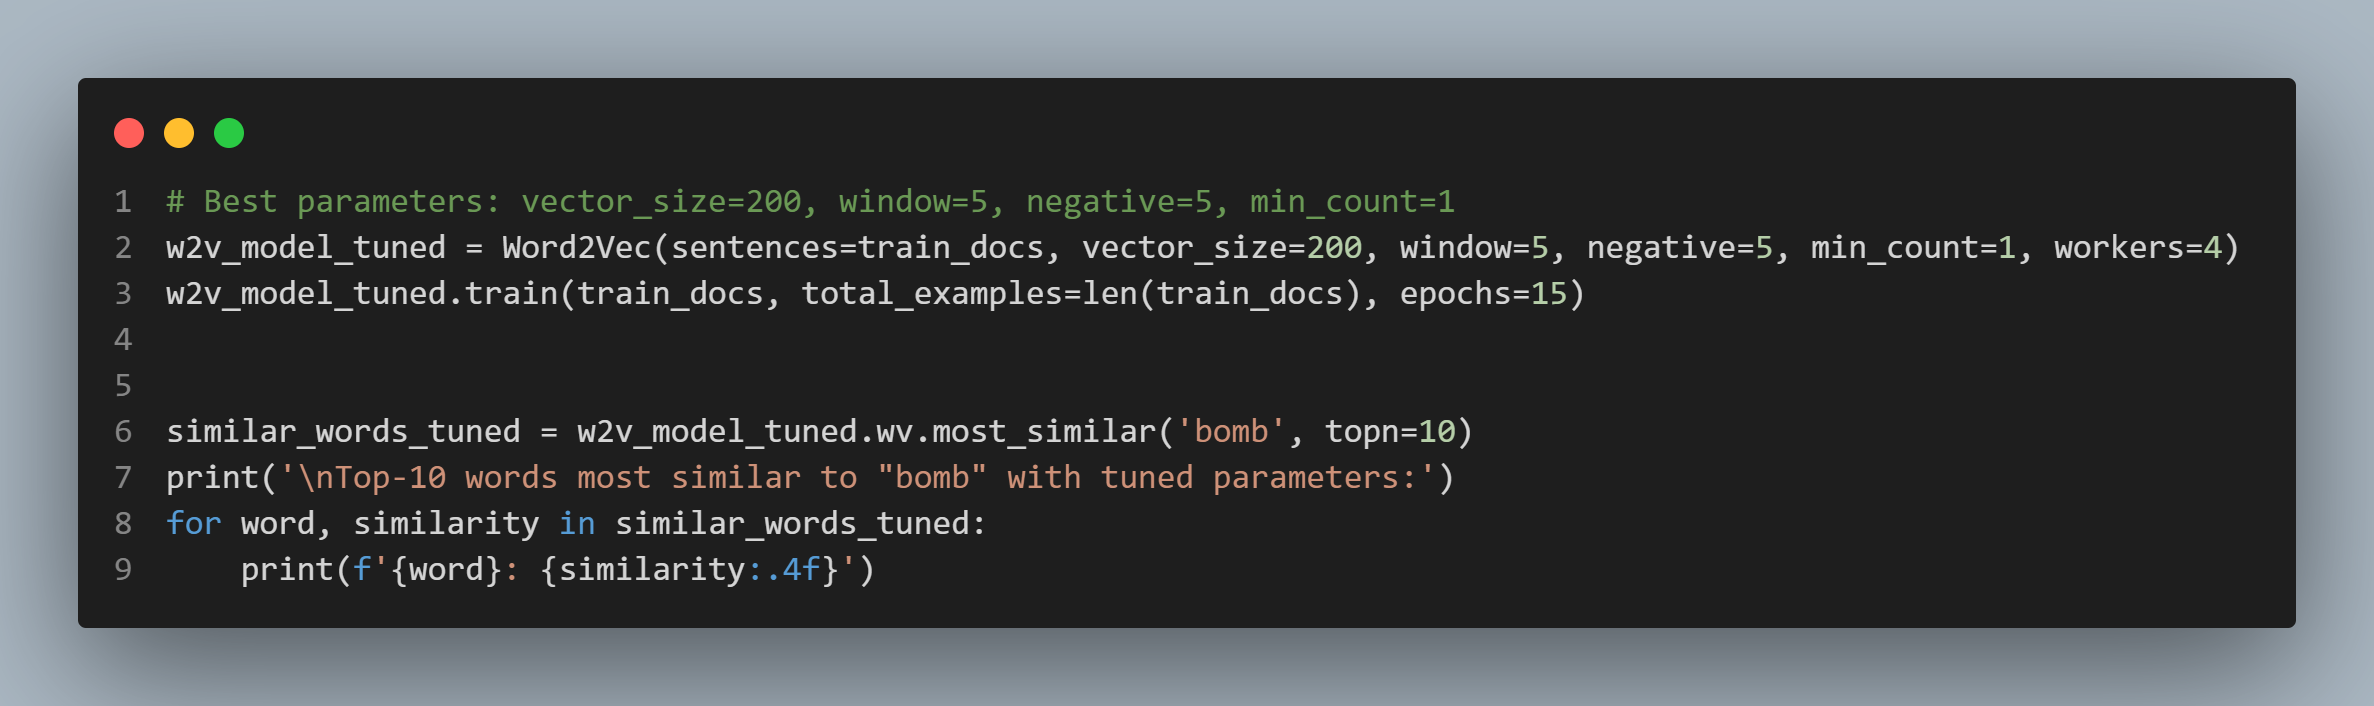 1 # Best parameters: vector_size=200, window=5, negative=5, min_count=1
2 w2v_model_tuned = Word2Vec(sentences=train_docs, vector_size=200, window=5, negative=5, min_count=1, workers=4)
3 w2v_model_tuned.train(train_docs, total_examples=len(train_docs), epochs=15)
4
5
6 similar_words_tuned = w2v_model_tuned.wv.most_similar('bomb', topn=10)
7 print('\nTop-10 words most similar to "bomb" with tuned parameters:')
8 for word, similarity in similar_words_tuned:
9     print(f'{word}: {similarity:.4f}')